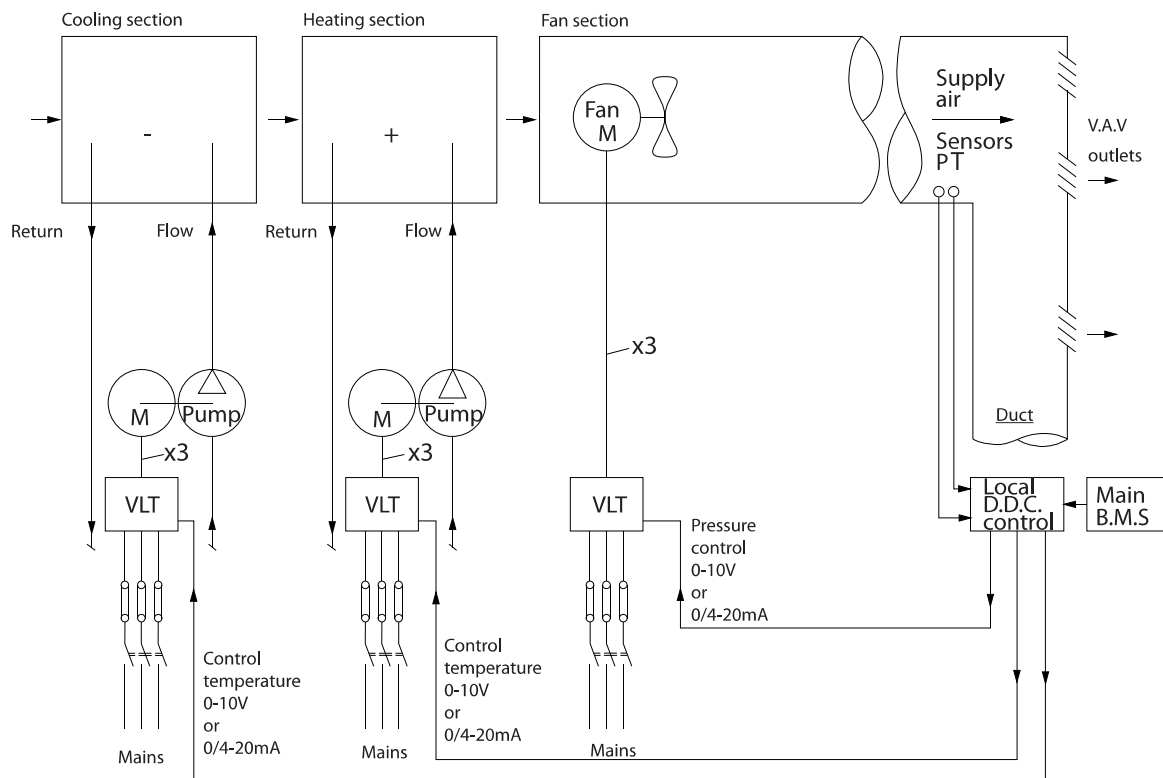 Cooling section
Heating section
Fan section
-
+
Fan
M
Supply
air
Sensors
PT
V.A.V
outlets
Return
Flow
Return
Flow
x3
M
Pump
M
Pump
Duct
x3
x3
VLT
VLT
VLT
Local
D.D.C.
control
Main
B.M.S
Pressure
control
0-10V
or
0/4-20mA
Control
temperature
0-10V
or
0/4-20mA
Control
temperature
0-10V
or
0/4-20mA
Mains
Mains
Mains